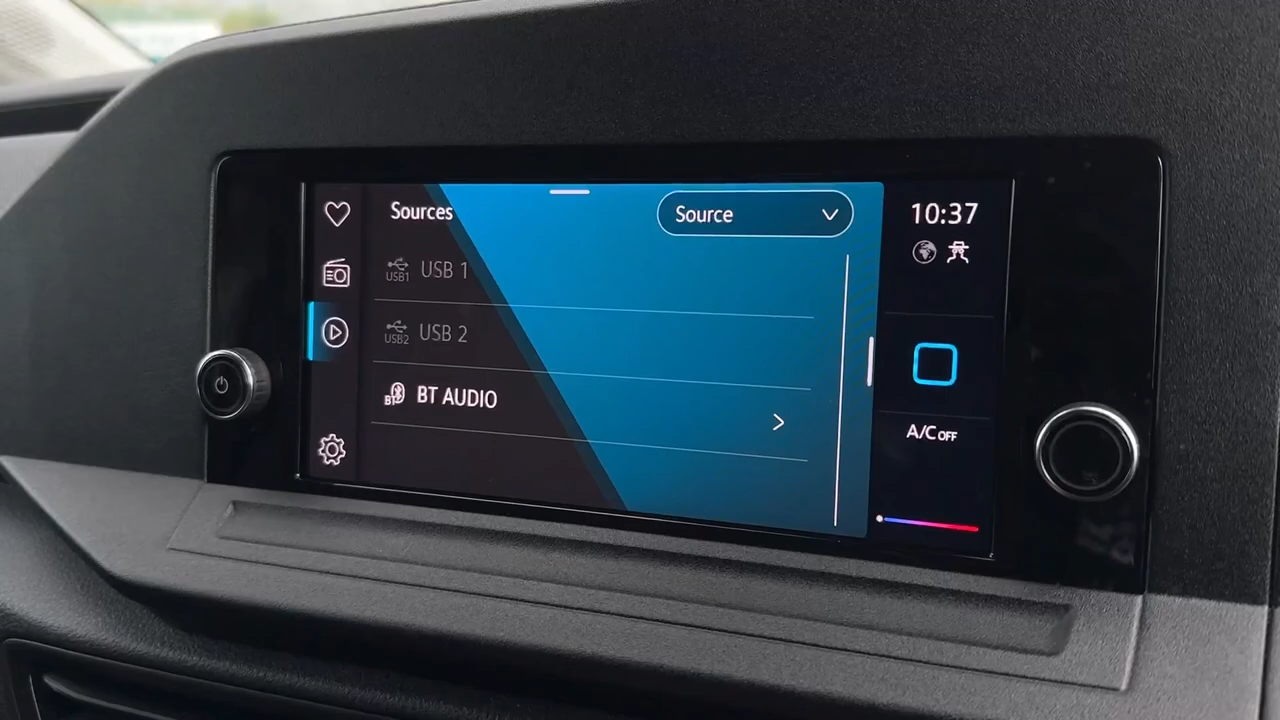 Sources
Source
USB1 USB 1
USB2 USB 2
BT BT AUDIO
10:37
A/C OFF